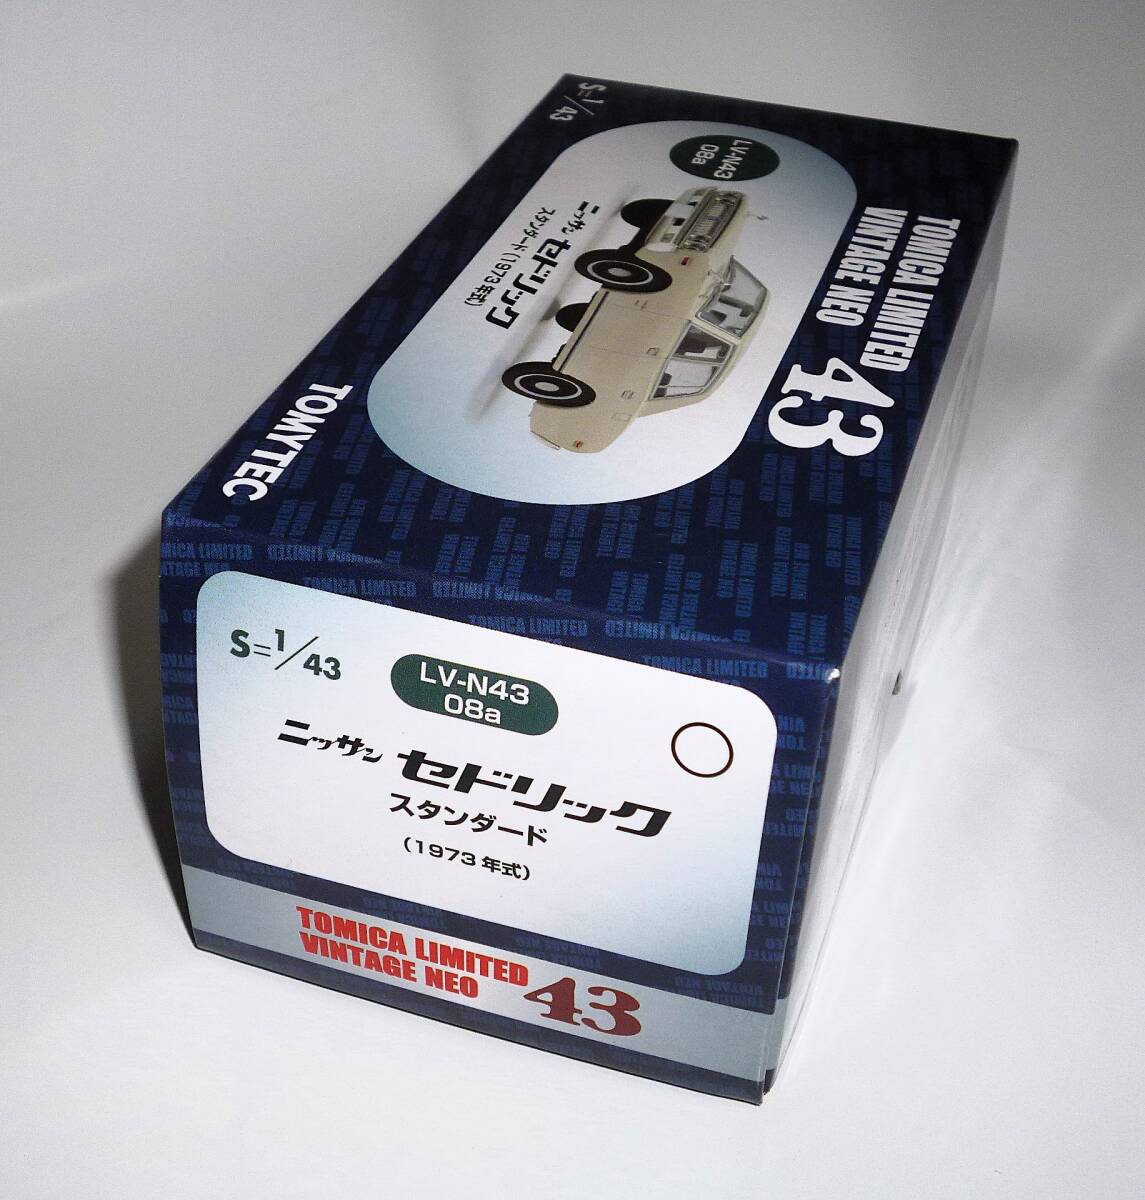 S=1/43
LV-N43
08a
ニッサン セドリック
スタンダード(1973年式)
TOMICA LIMITED
VINTAGE NEO 43
TOMYTEC
S=1/43
LV-N43
08a
ニッサン セドリック
スタンダード
(1973年式)
TOMICA LIMITED
VINTAGE NEO 43